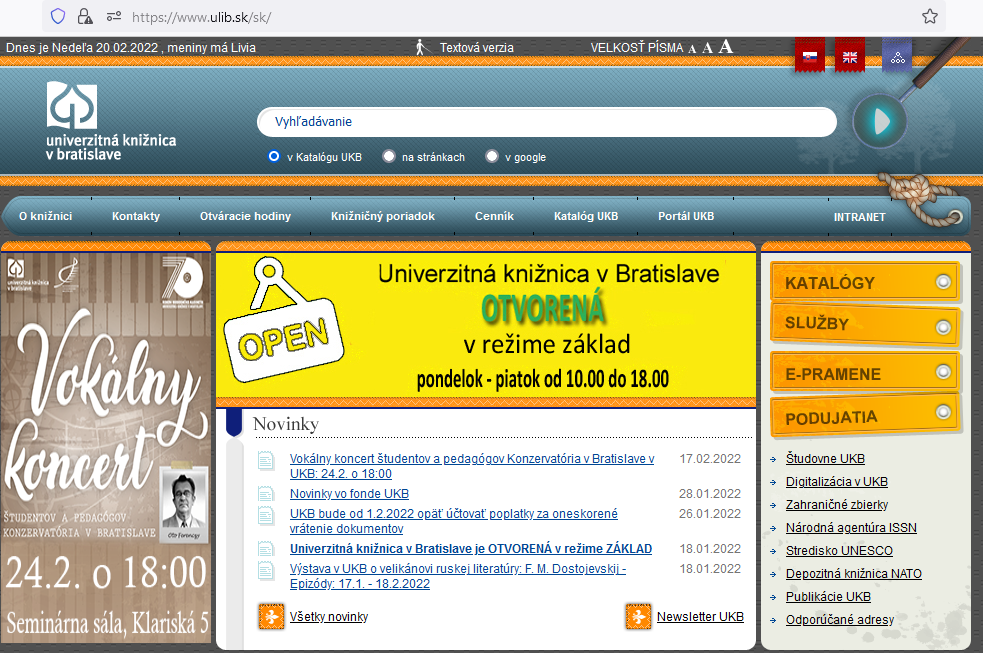 https://www.ulib.sk/sk/
Dnes je Nedeľa 20.02.2022 , meniny má Livia
Textová verzia
VELKOSŤ PÍSMA A A A
univerzitná knižnica
v bratislave
Vyhľadávanie
v Katalógu UKB
na stránkach
v google
O knižnici
Kontakty
Otváracie hodiny
Knižničný poriadok
Cenník
Katalóg UKB
Portál UKB
INTRANET
70
Vokálny
koncert
ŠTUDENTOV A PEDAGÓGOV
KONZERVATÓRIA V BRATISLAVE
Oto Ferenczy
24.2. o 18:00
Seminárna sála, Klariská 5
OPEN
Univerzitná knižnica v Bratislave
OTVORENÁ
v režime základ
pondelok - piatok od 10.00 do 18.00
Novinky
Vokálny koncert študentov a pedagógov Konzervatória v Bratislave v
UKB: 24.2. o 18:00
17.02.2022
Novinky vo fonde UKB
28.01.2022
UKB bude od 1.2.2022 opäť účtovať poplatky za oneskorené
vrátenie dokumentov
26.01.2022
Univerzitná knižnica v Bratislave je OTVORENÁ v režime ZÁKLAD
18.01.2022
Výstava v UKB o velikánovi ruskej literatúry: F. M. Dostojevskij -
Epizódy: 17.1. - 18.2.2022
18.01.2022
Všetky novinky
Newsletter UKB
KATALÓGY
SLUŽBY
E-PRAMENE
PODUJATIA
Študovne UKB
Digitalizácia v UKB
Zahraničné zbierky
Národná agentúra ISSN
Stredisko UNESCO
Depozitná knižnica NATO
Publikácie UKB
Odporúčané adresy